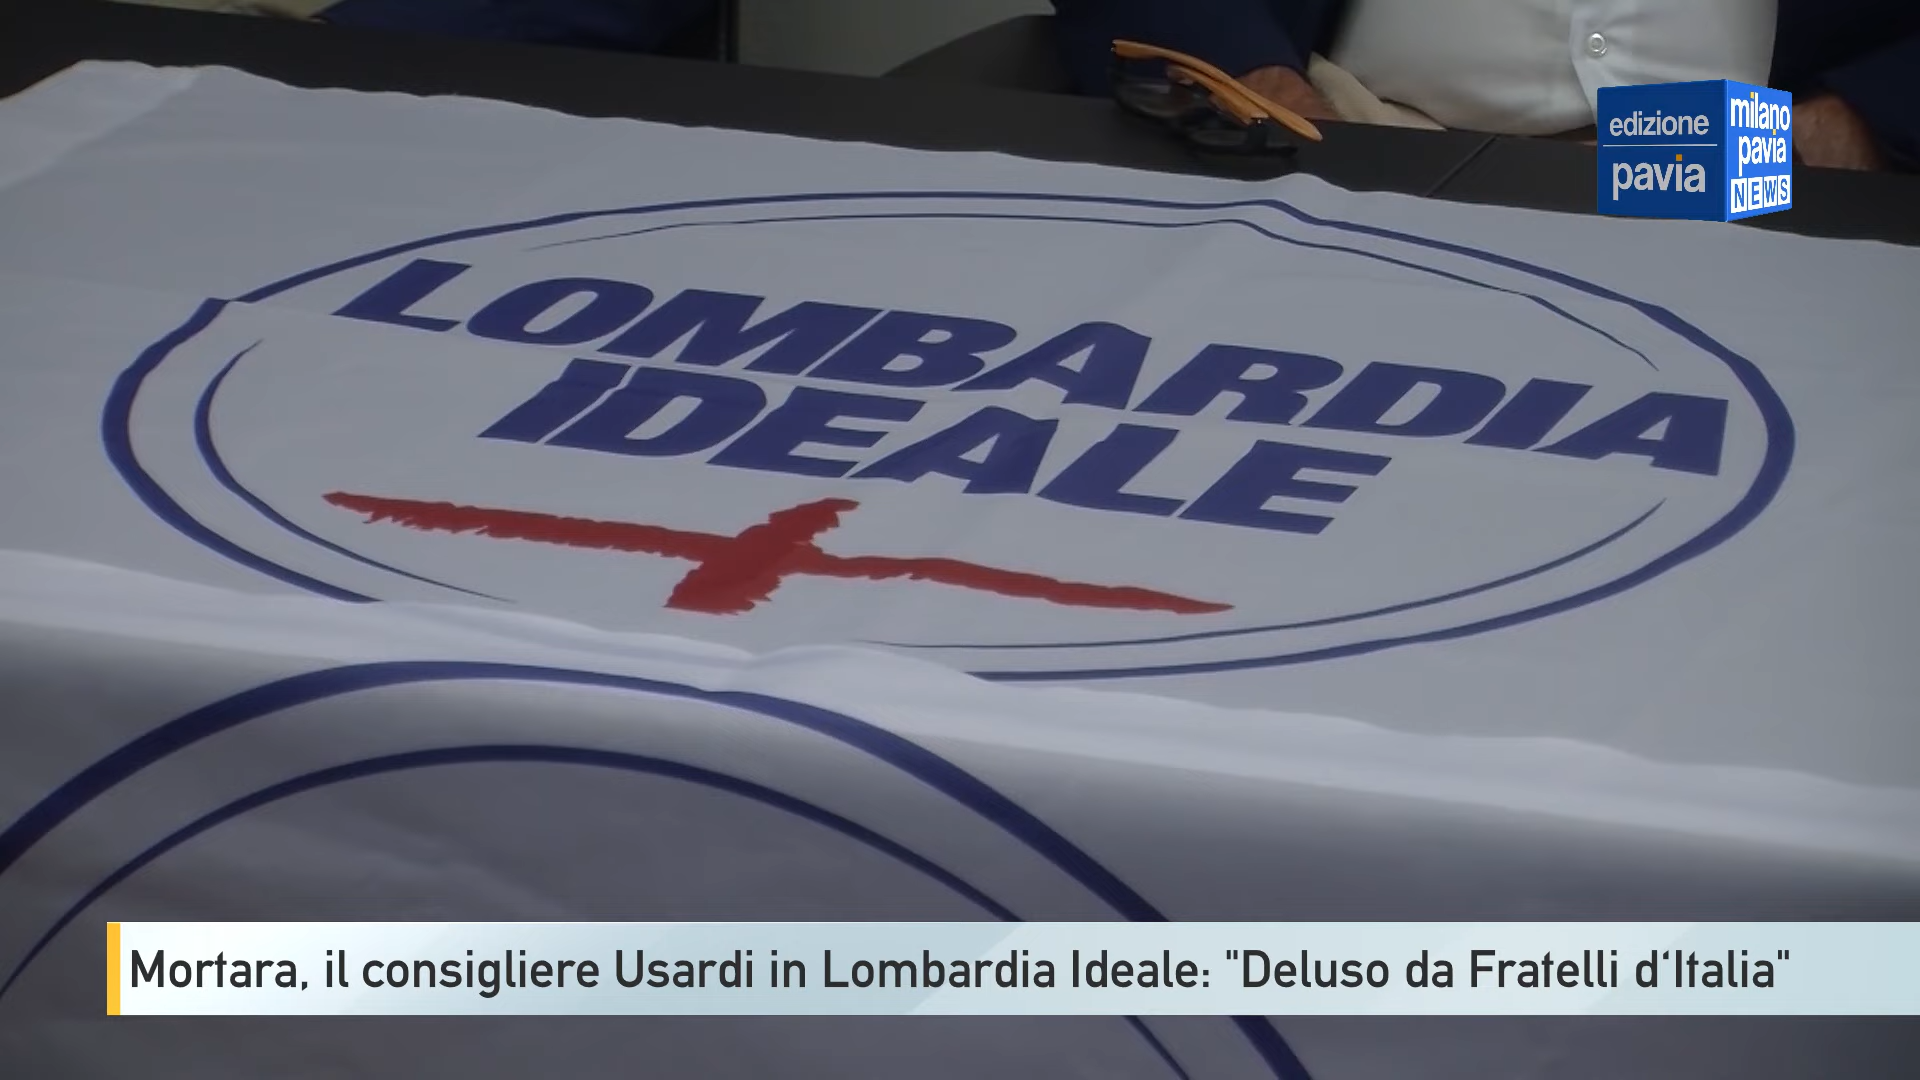 edizione
pavia
milano
pavia
NEWS
LOMBARDIA
IDEALE
Mortara, il consigliere Usardi in Lombardia Ideale: "Deluso da Fratelli d‘Italia"